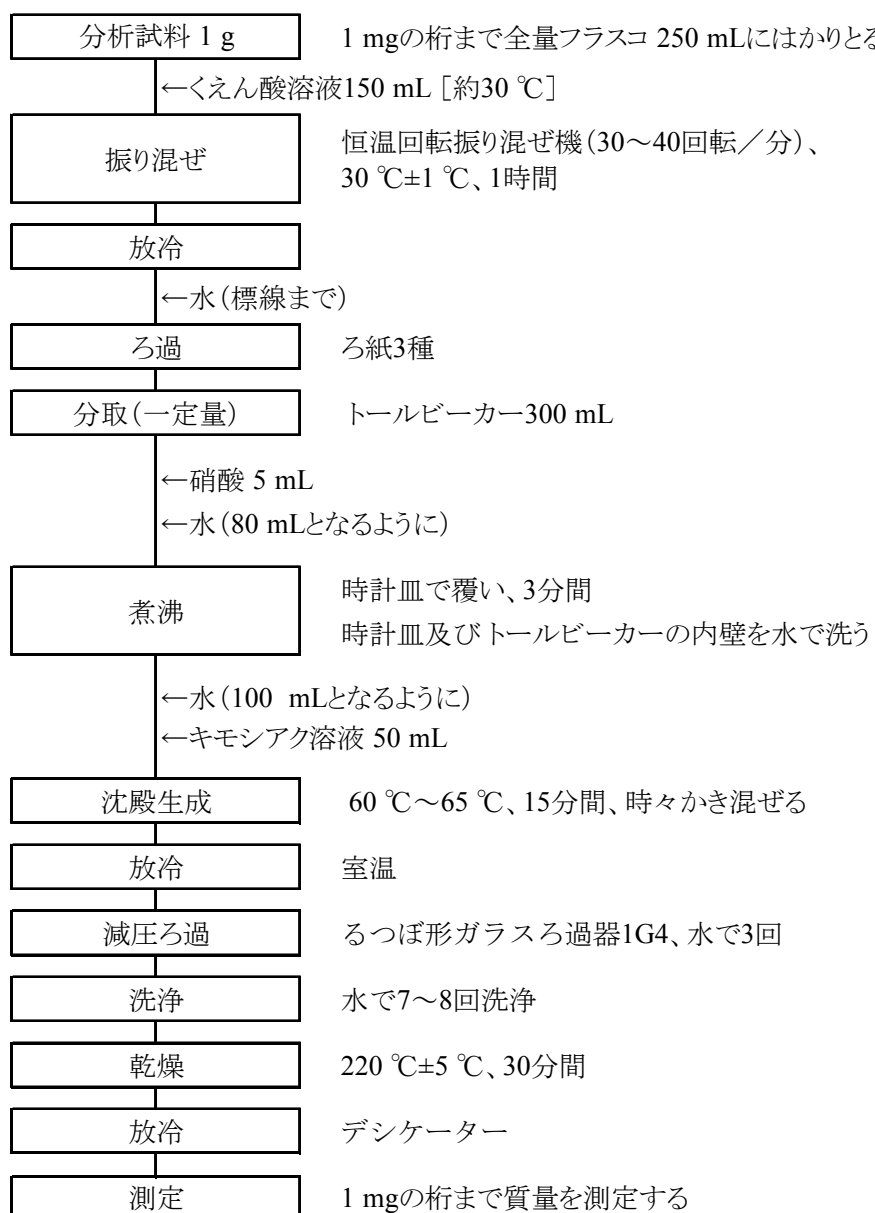 分析試料 1 g　1 mgの桁まで全量フラスコ 250 mLにはかりとる
←くえん酸溶液150 mL［約30 ℃］
振り混ぜ　恒温回転振り混ぜ機（30～40回転／分）、
30 ℃±1 ℃、1時間
放冷
←水（標線まで）
ろ過　ろ紙3種
分取（一定量）　トールビーカー300 mL
←硝酸 5 mL
←水（80 mLとなるように）
煮沸　時計皿で覆い、3分間
時計皿及びトールビーカーの内壁を水で洗う
←水（100 mLとなるように）
←キモシアク溶液 50 mL
沈殿生成　60 ℃～65 ℃、15分間、時々かき混ぜる
放冷　室温
減圧ろ過　るつぼ形ガラスろ過器1G4、水で3回
洗浄　水で7～8回洗浄
乾燥　220 ℃±5 ℃、30分間
放冷　デシケーター
測定　1 mgの桁まで質量を測定する